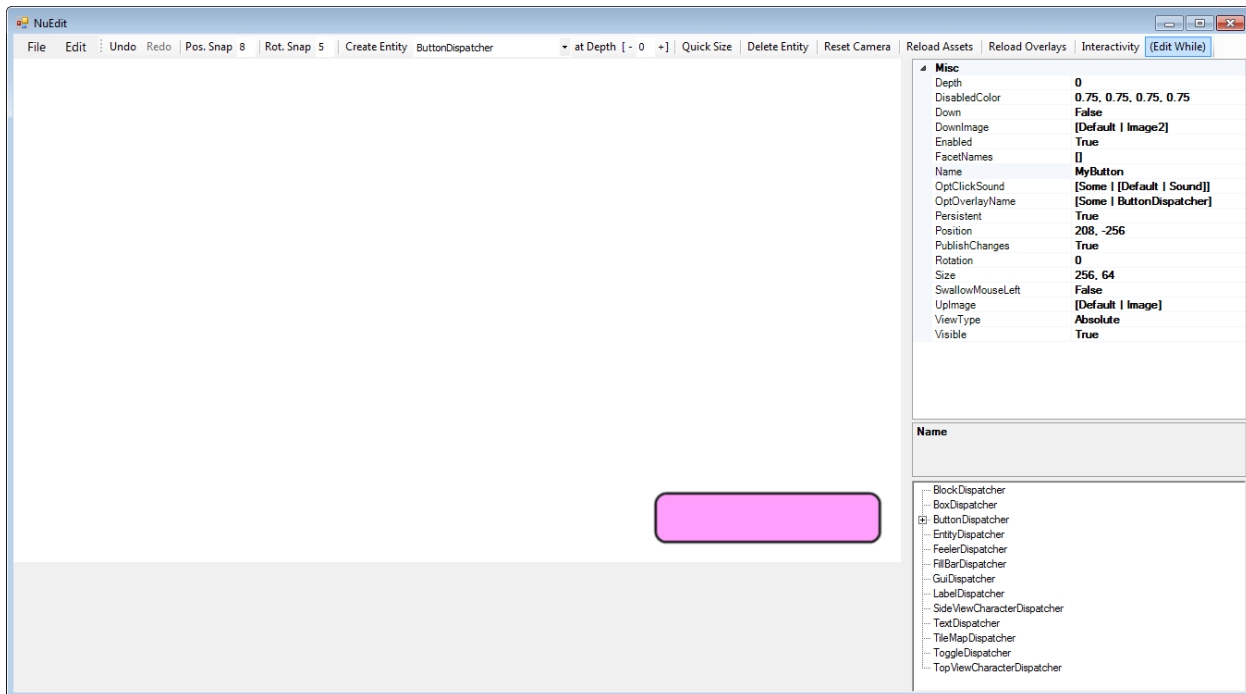 NuEdit
File Edit Undo Redo Pos. Snap 8 Rot. Snap 5 Create Entity ButtonDispatcher at Depth [ - 0 + ] Quick Size Delete Entity Reset Camera Reload Assets Reload Overlays Interactivity (Edit While)
Misc
Depth 0
DisabledColor 0.75, 0.75, 0.75, 0.75
Down False
DownImage [Default | Image2]
Enabled True
FacetNames []
Name MyButton
OptClickSound [Some | [Default | Sound]]
OptOverlayName [Some | ButtonDispatcher]
Persistent True
Position 208, -256
PublishChanges True
Rotation 0
Size 256, 64
SwallowMouseLeft False
UpImage [Default | Image]
ViewType Absolute
Visible True
Name
BlockDispatcher
BoxDispatcher
ButtonDispatcher
EntityDispatcher
FeelerDispatcher
FillBarDispatcher
GuiDispatcher
LabelDispatcher
SideViewCharacterDispatcher
TextDispatcher
TileMapDispatcher
ToggleDispatcher
TopViewCharacterDispatcher